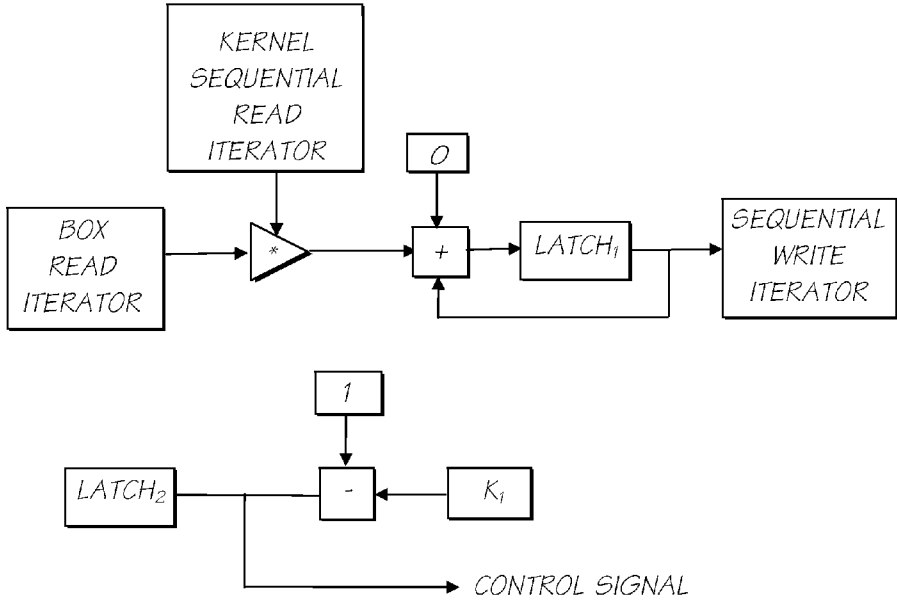 KERNEL
SEQUENTIAL
READ
ITERATOR
0
BOX
READ
ITERATOR
*
+
LATCH₁
SEQUENTIAL
WRITE
ITERATOR
1
LATCH₂
-
K₁
CONTROL SIGNAL